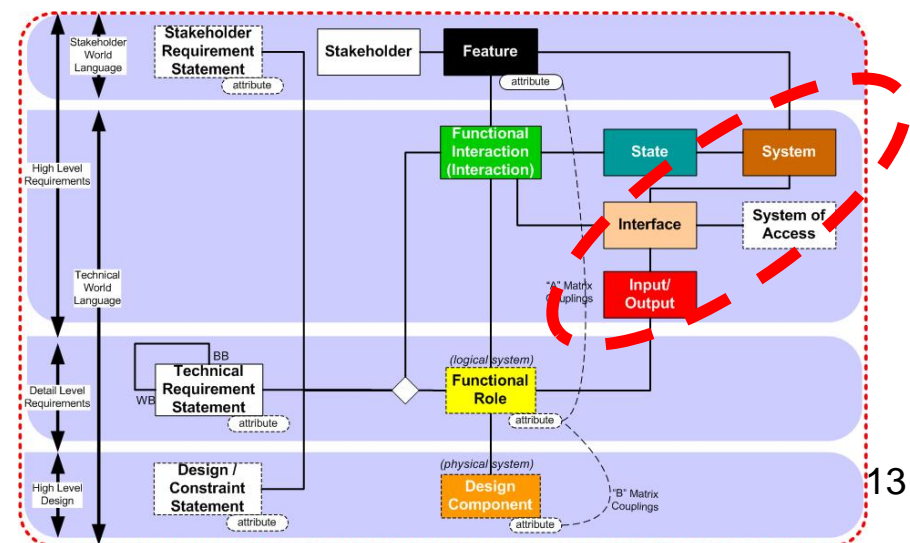 Stakeholder
World
Language
Stakeholder
Requirement
Statement
attribute
Stakeholder
Feature
attribute
High Level
Requirements
Technical
World
Language
Functional
Interaction
(Interaction)
State
System
Interface
System of
Access
"A" Matrix
Couplings
Input/
Output
Detail Level
Requirements
BB
WB
Technical
Requirement
Statement
attribute
(logical system)
Functional
Role
attribute
High Level
Design
Design /
Constraint
Statement
attribute
(physical system)
Design
Component
attribute
"B" Matrix
Couplings
13